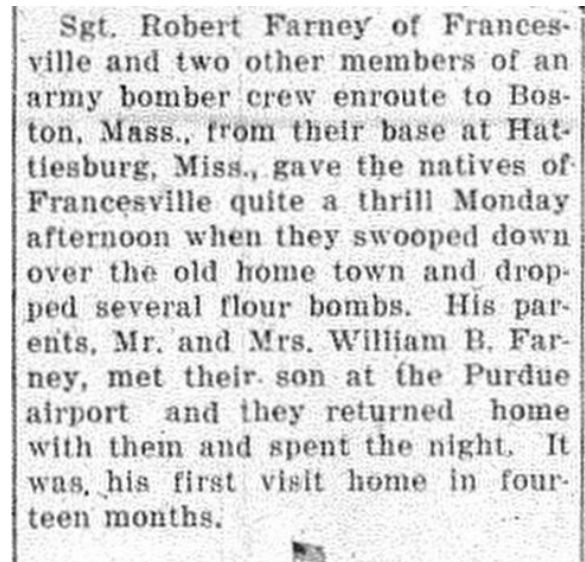 Sgt. Robert Farney of Frances-
ville and two other members of an
army bomber crew enroute to Bos-
ton, Mass., from their base at Hat-
tiesburg, Miss., gave the natives of
Francesville quite a thrill Monday
afternoon when they swooped down
over the old home town and drop-
ped several flour bombs. His par-
ents, Mr. and Mrs. William B. Far-
ney, met their son at the Purdue
airport and they returned home
with them and spent the night. It
was his first visit home in four-
teen months.